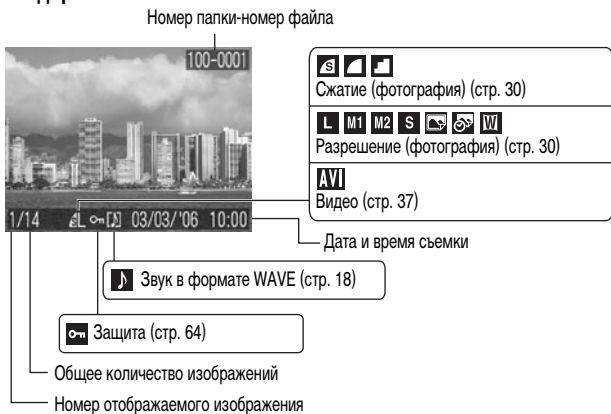 Номер папки-номер файла
100-0001
S
Сжатие (фотография) (стр. 30)
L M1 M2 S W
Разрешение (фотография) (стр. 30)
AVI
Видео (стр. 37)
1/14 L 03/03/'06 10:00
Дата и время съемки
Звук в формате WAVE (стр. 18)
Защита (стр. 64)
Общее количество изображений
Номер отображаемого изображения